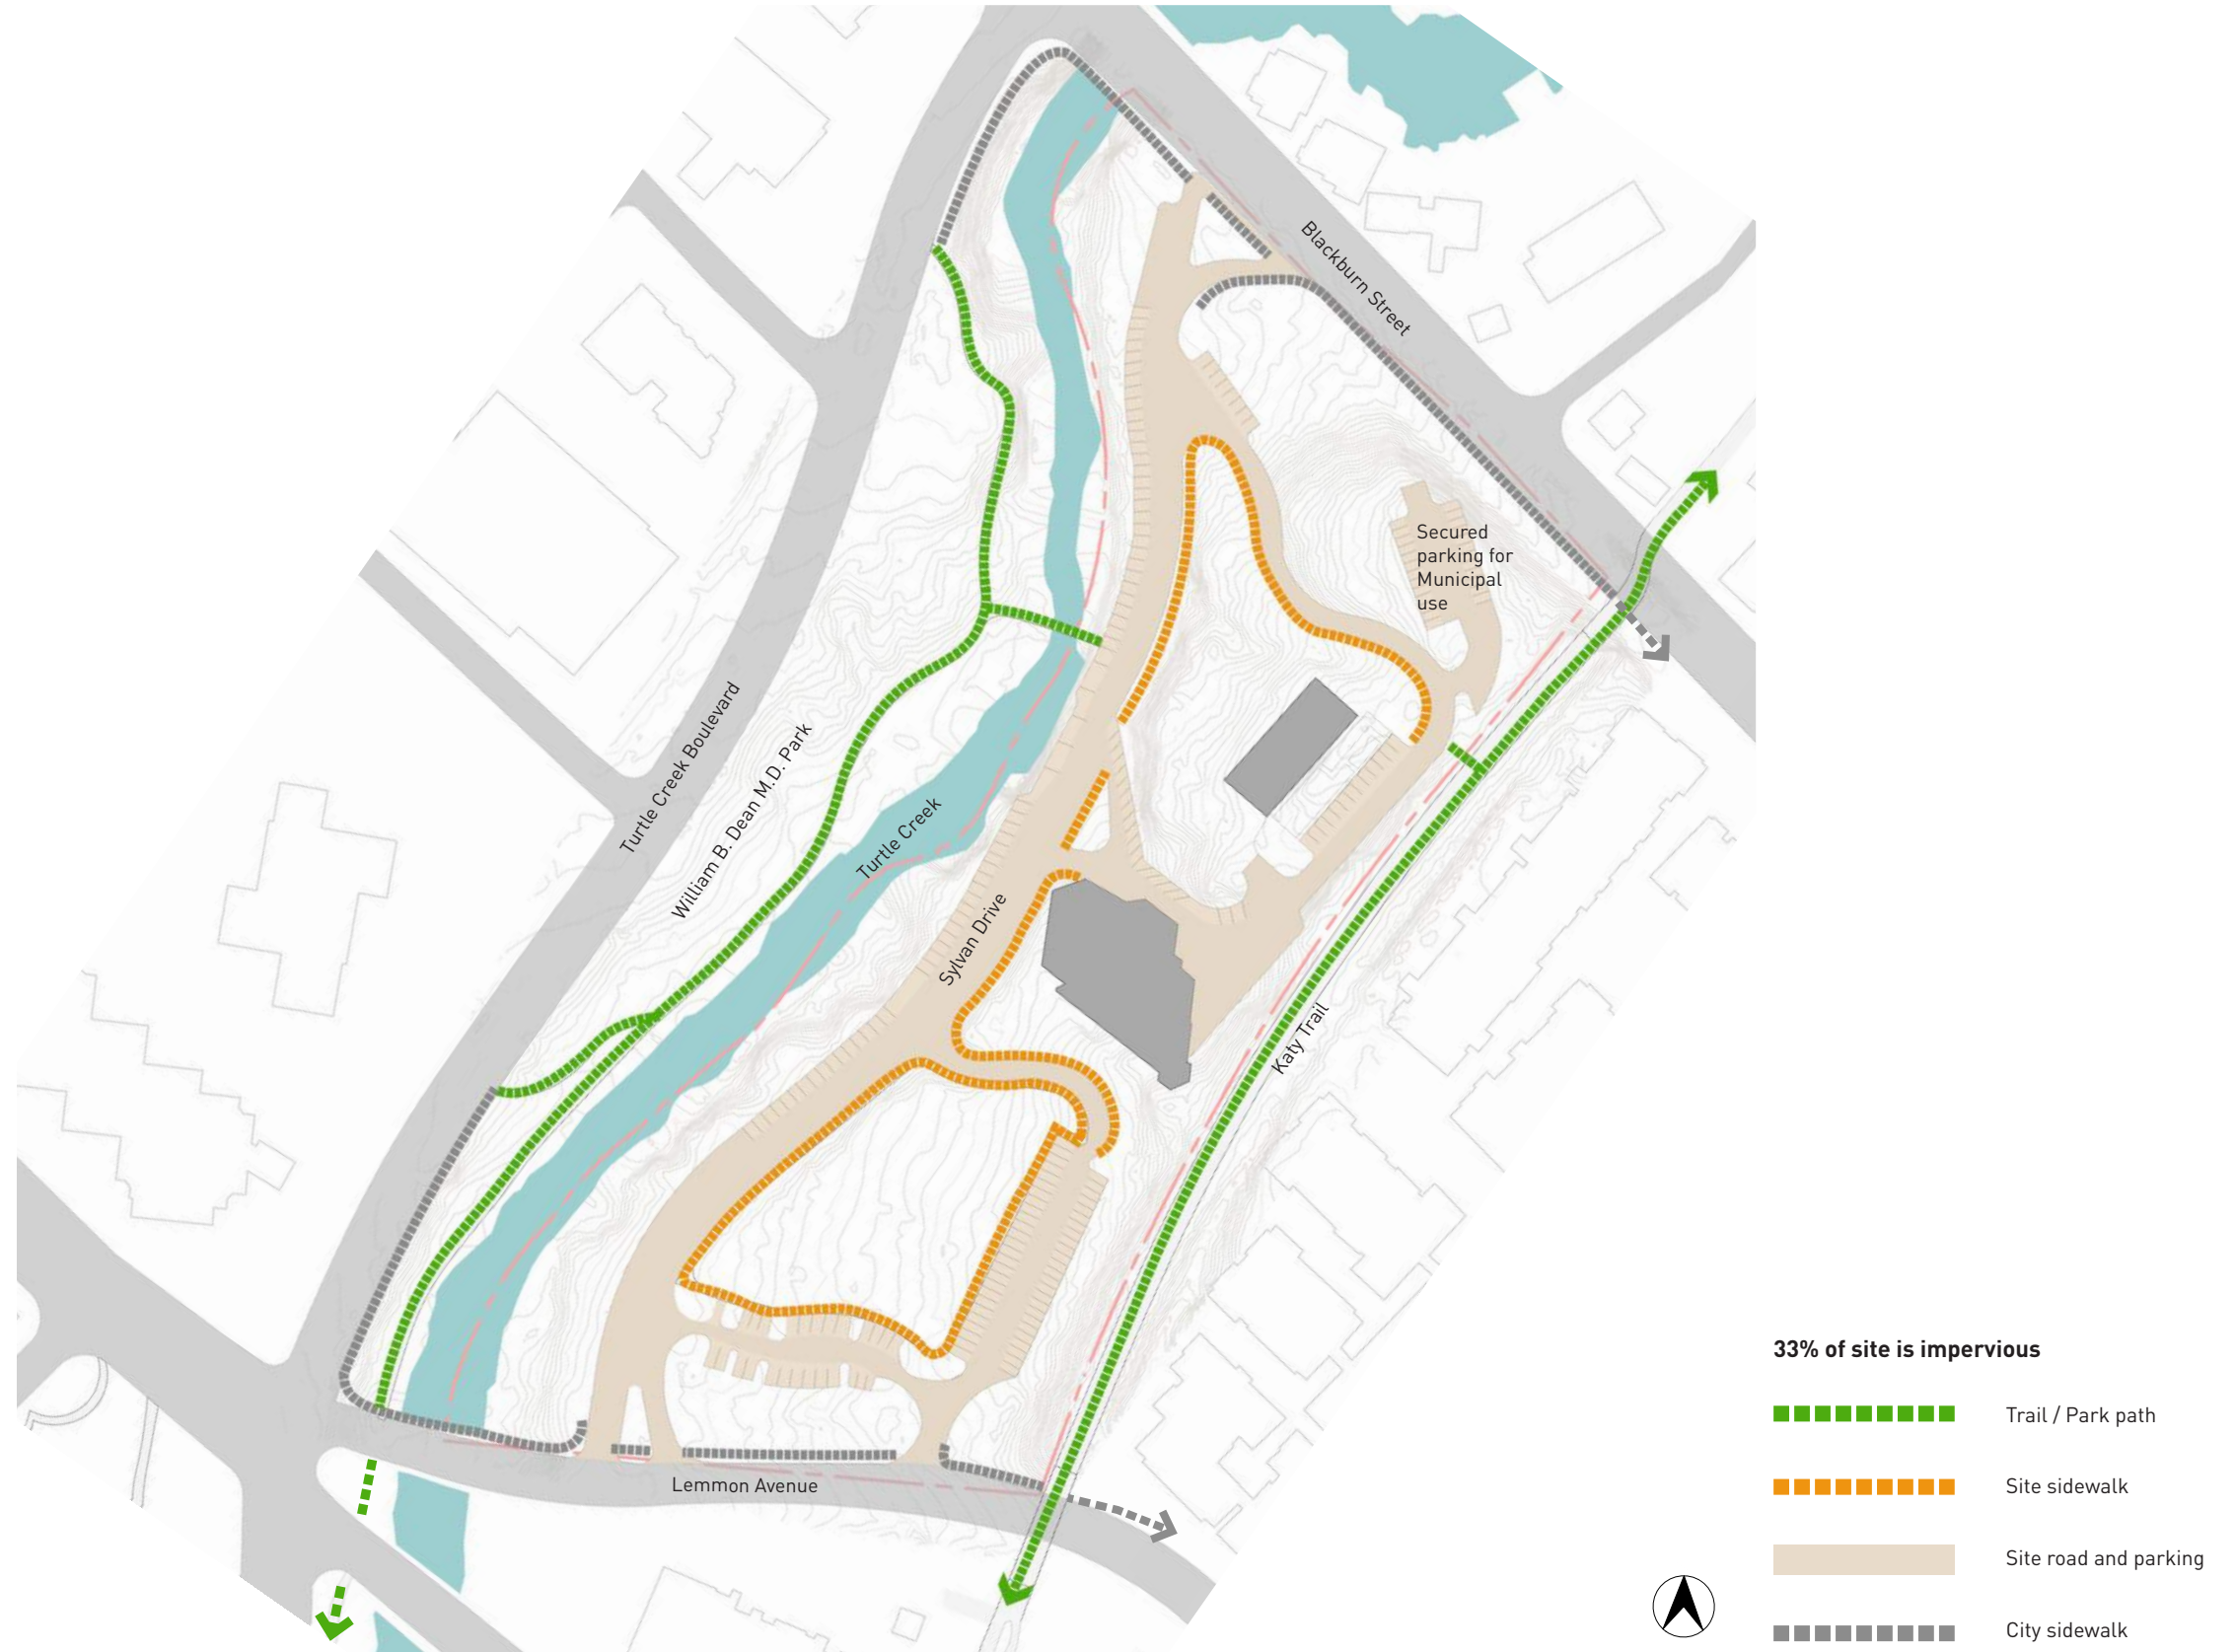 Blackburn Street
Secured
parking for
Municipal
use
Turtle Creek Boulevard
William B. Dean M.D. Park
Turtle Creek
Sylvan Drive
Katy Trail
Lemmon Avenue
33% of site is impervious
Trail / Park path
Site sidewalk
Site road and parking
City sidewalk